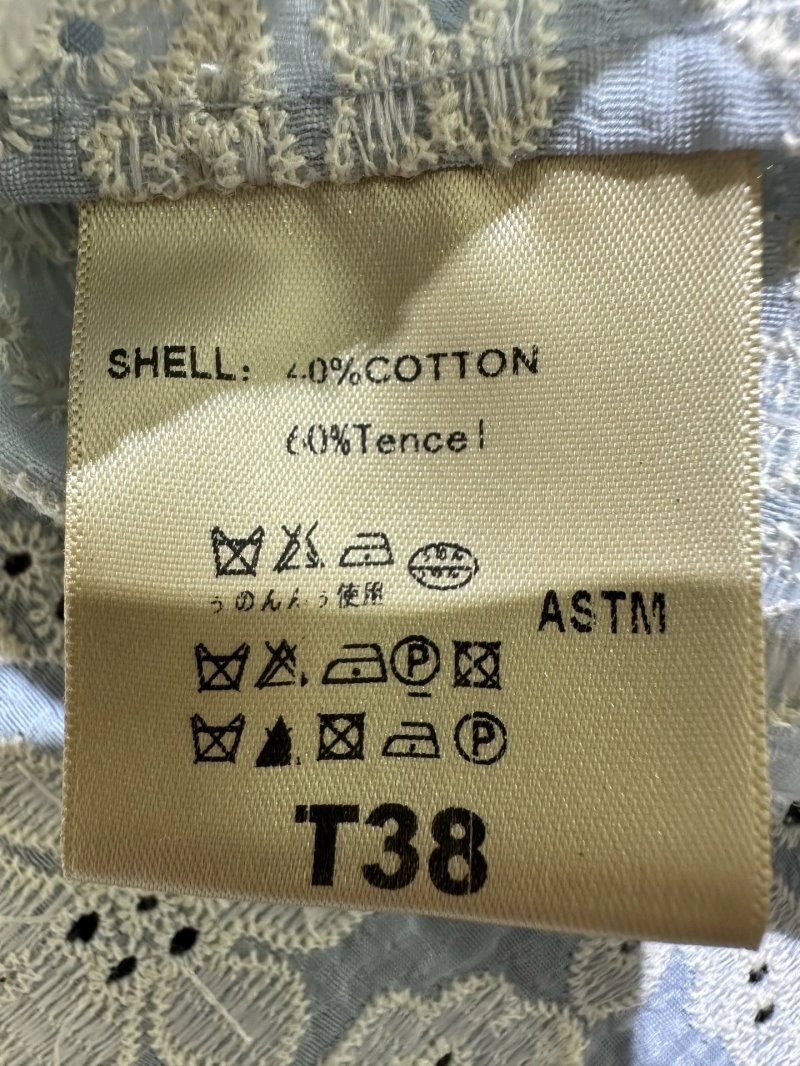 SHELL: 40%COTTON
60%Tencel
ASTM
P
P
T38